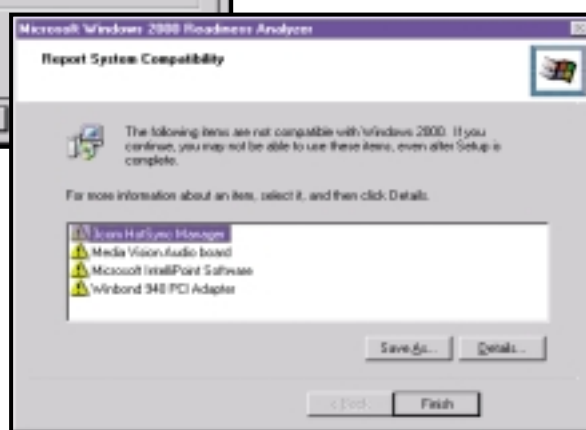 Microsoft Windows 2000 Readiness Analyzer
Report System Compatibility
The following items are not compatible with Windows 2000. If you
continue, you may not be able to use these items, even after Setup is
complete.
For more information about an item, select it, and then click Details.
3com HotSync Manager
Media Vision Audio board
Microsoft IntelliPoint Software
Winbond 940 PCI Adapter
Save As...
Details...
< Back
Finish